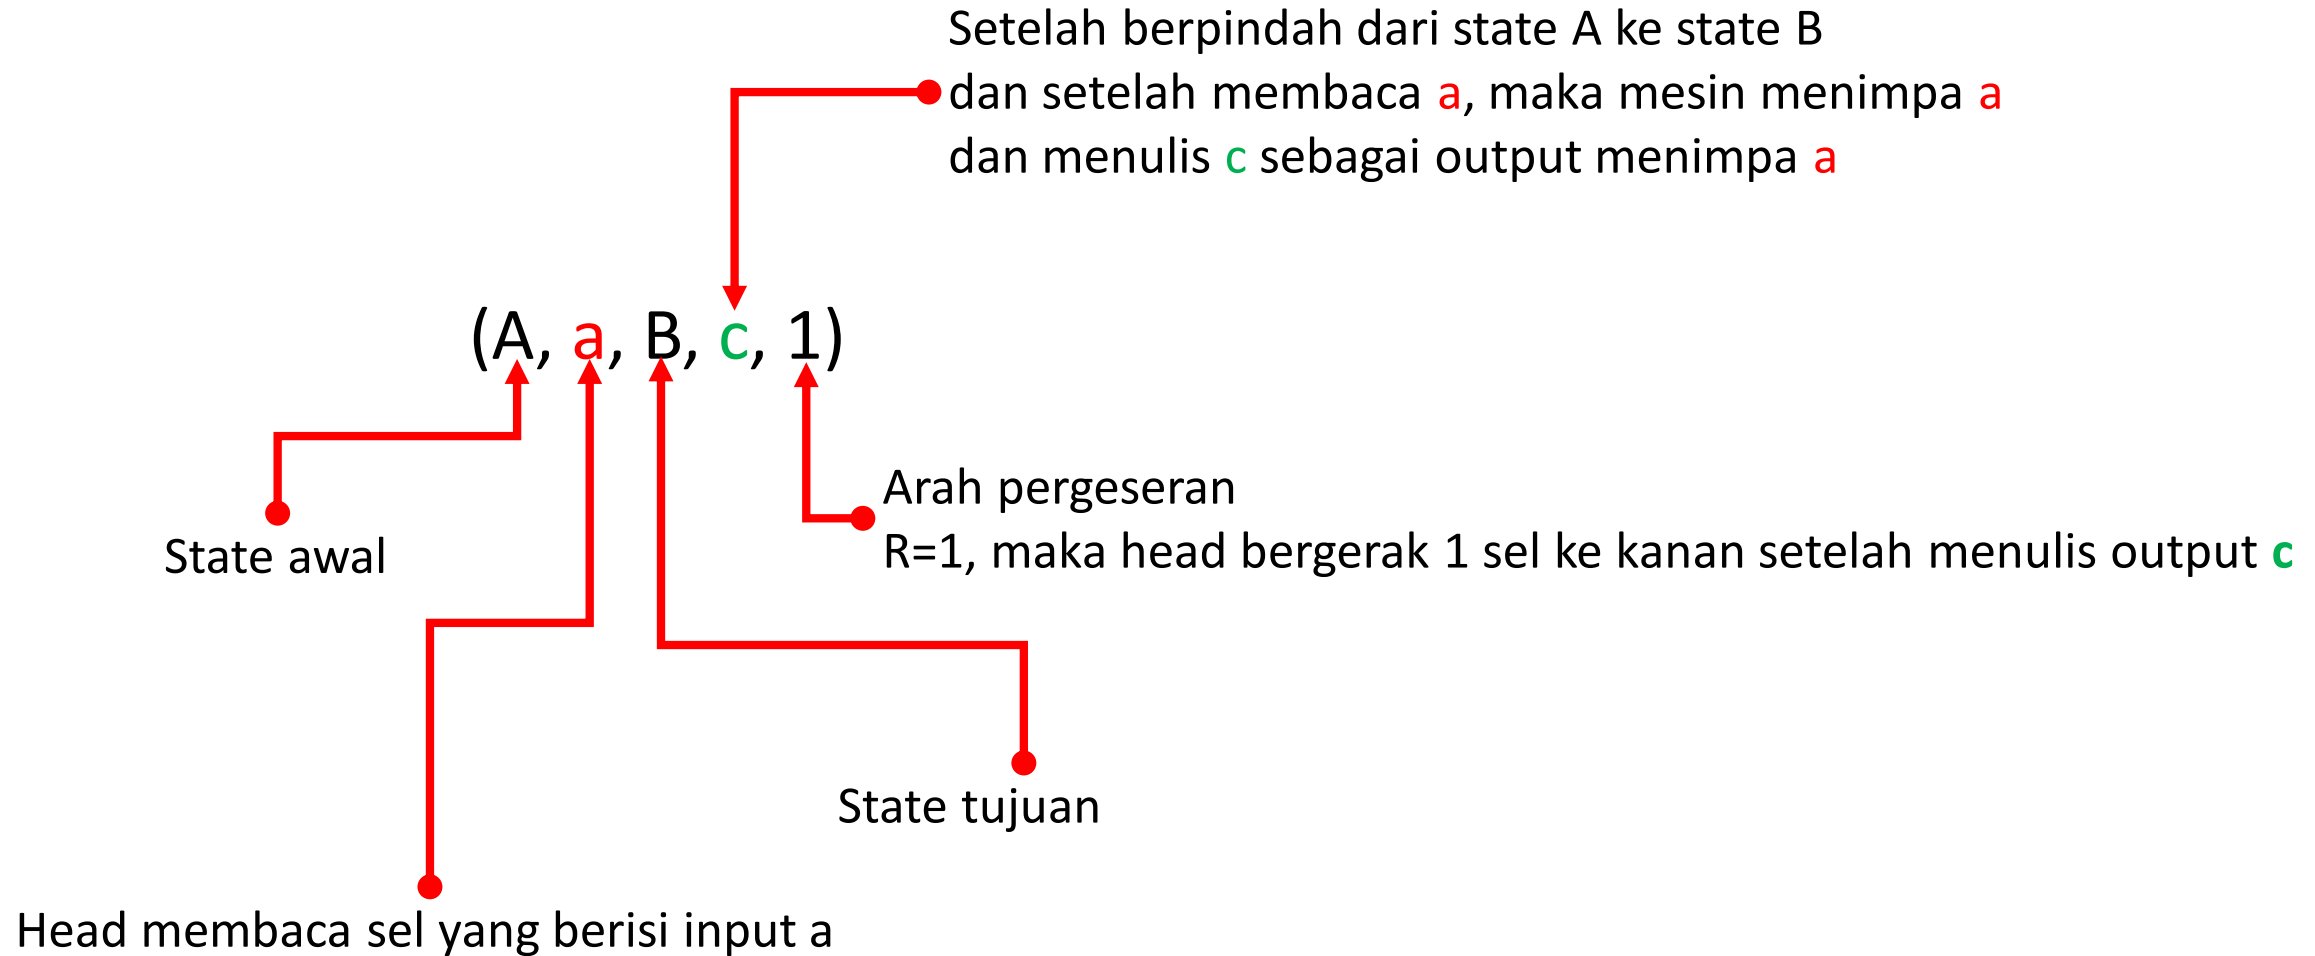 Setelah berpindah dari state A ke state B
dan setelah membaca a, maka mesin menimpa a
dan menulis c sebagai output menimpa a
(A, a, B, c, 1)
Arah pergeseran
R=1, maka head bergerak 1 sel ke kanan setelah menulis output c
State awal
State tujuan
Head membaca sel yang berisi input a